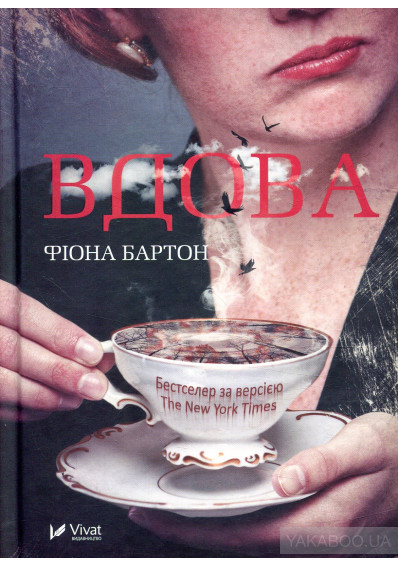 ВДОВА
ФІОНА БАРТОН
Бестселер за версією
The New York Times
Vivat
ВИДАВНИЦТВО
YAKABOO.UA